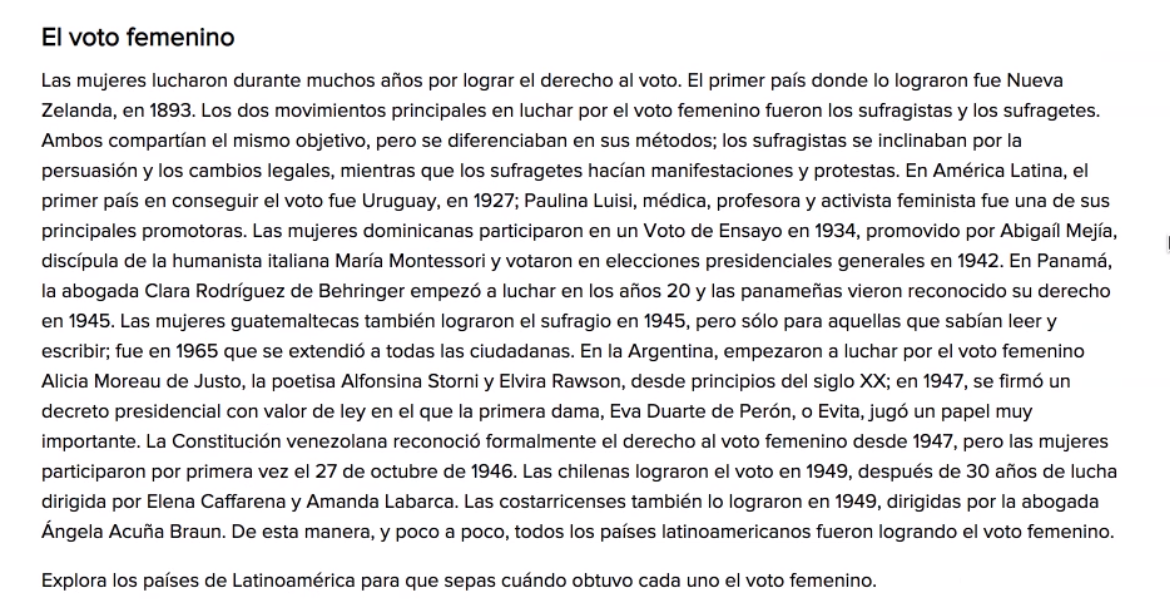 El voto femenino
Las mujeres lucharon durante muchos años por lograr el derecho al voto. El primer país donde lo lograron fue Nueva
Zelanda, en 1893. Los dos movimientos principales en luchar por el voto femenino fueron los sufragistas y los sufragetes.
Ambos compartían el mismo objetivo, pero se diferenciaban en sus métodos; los sufragistas se inclinaban por la
persuasión y los cambios legales, mientras que los sufragetes hacían manifestaciones y protestas. En América Latina, el
primer país en conseguir el voto fue Uruguay, en 1927; Paulina Luisi, médica, profesora y activista feminista fue una de sus
principales promotoras. Las mujeres dominicanas participaron en un Voto de Ensayo en 1934, promovido por Abigaíl Mejía,
discípula de la humanista italiana María Montessori y votaron en elecciones presidenciales generales en 1942. En Panamá,
la abogada Clara Rodríguez de Behringer empezó a luchar en los años 20 y las panameñas vieron reconocido su derecho
en 1945. Las mujeres guatemaltecas también lograron el sufragio en 1945, pero sólo para aquellas que sabían leer y
escribir; fue en 1965 que se extendió a todas las ciudadanas. En la Argentina, empezaron a luchar por el voto femenino
Alicia Moreau de Justo, la poetisa Alfonsina Storni y Elvira Rawson, desde principios del siglo XX; en 1947, se firmó un
decreto presidencial con valor de ley en el que la primera dama, Eva Duarte de Perón, o Evita, jugó un papel muy
importante. La Constitución venezolana reconoció formalmente el derecho al voto femenino desde 1947, pero las mujeres
participaron por primera vez el 27 de octubre de 1946. Las chilenas lograron el voto en 1949, después de 30 años de lucha
dirigida por Elena Caffarena y Amanda Labarca. Las costarricenses también lo lograron en 1949, dirigidas por la abogada
Ángela Acuña Braun. De esta manera, y poco a poco, todos los países latinoamericanos fueron logrando el voto femenino.
Explora los países de Latinoamérica para que sepas cuándo obtuvo cada uno el voto femenino.